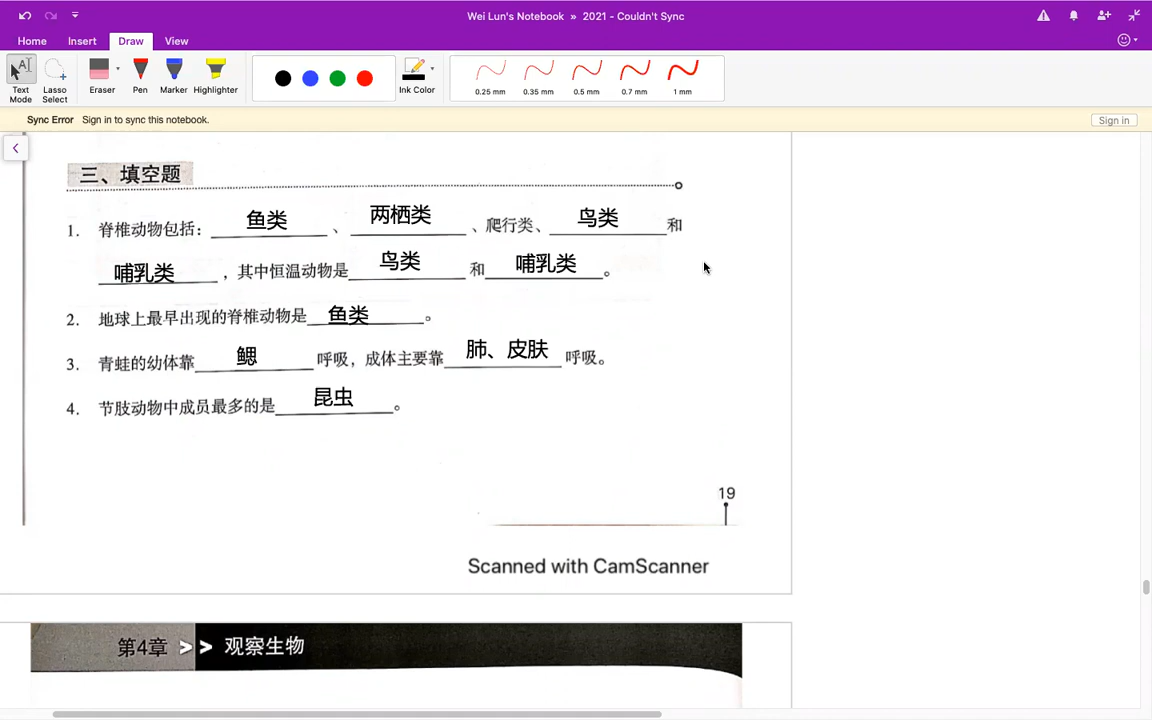 Wei Lun's Notebook » 2021 - Couldn't Sync
Home Insert Draw View
Text Mode Lasso Select Eraser Pen Marker Highlighter Ink Color 0.25 mm 0.35 mm 0.5 mm 0.7 mm 1 mm
Sync Error Sign in to sync this notebook. Sign in
三、填空题
1. 脊椎动物包括：鱼类、两栖类、爬行类、鸟类和
哺乳类，其中恒温动物是鸟类和哺乳类。
2. 地球上最早出现的脊椎动物是鱼类。
3. 青蛙的幼体靠鳃呼吸，成体主要靠肺、皮肤呼吸。
4. 节肢动物中成员最多的是昆虫。
19
Scanned with CamScanner
第4章 >> 观察生物